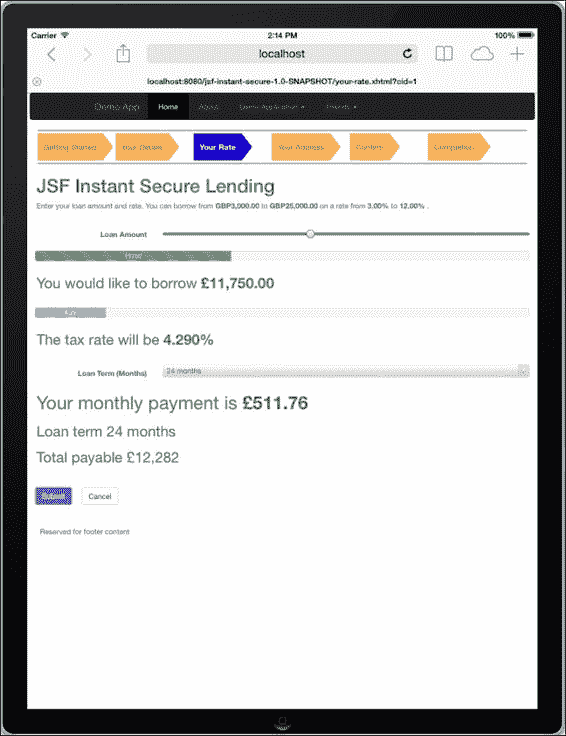 Carrier 2:14 PM 100%
localhost
localhost:8080/jsf-instant-secure-1.0-SNAPSHOT/your-rate.xhtml?cid=1
Demo App Home About Demo Application
Getting Started Your Details Your Rate Your Address Confirm Completion
JSF Instant Secure Lending
Enter your loan amount and rate. You can borrow from GBP3,000.00 to GBP25,000.00 on a rate from 3.00% to 12.00% .
Loan Amount
You would like to borrow £11,750.00
The tax rate will be 4.290%
Loan Term (Months) 24 months
Your monthly payment is £511.76
Loan term 24 months
Total payable £12,282
Cancel
Reserved for footer content